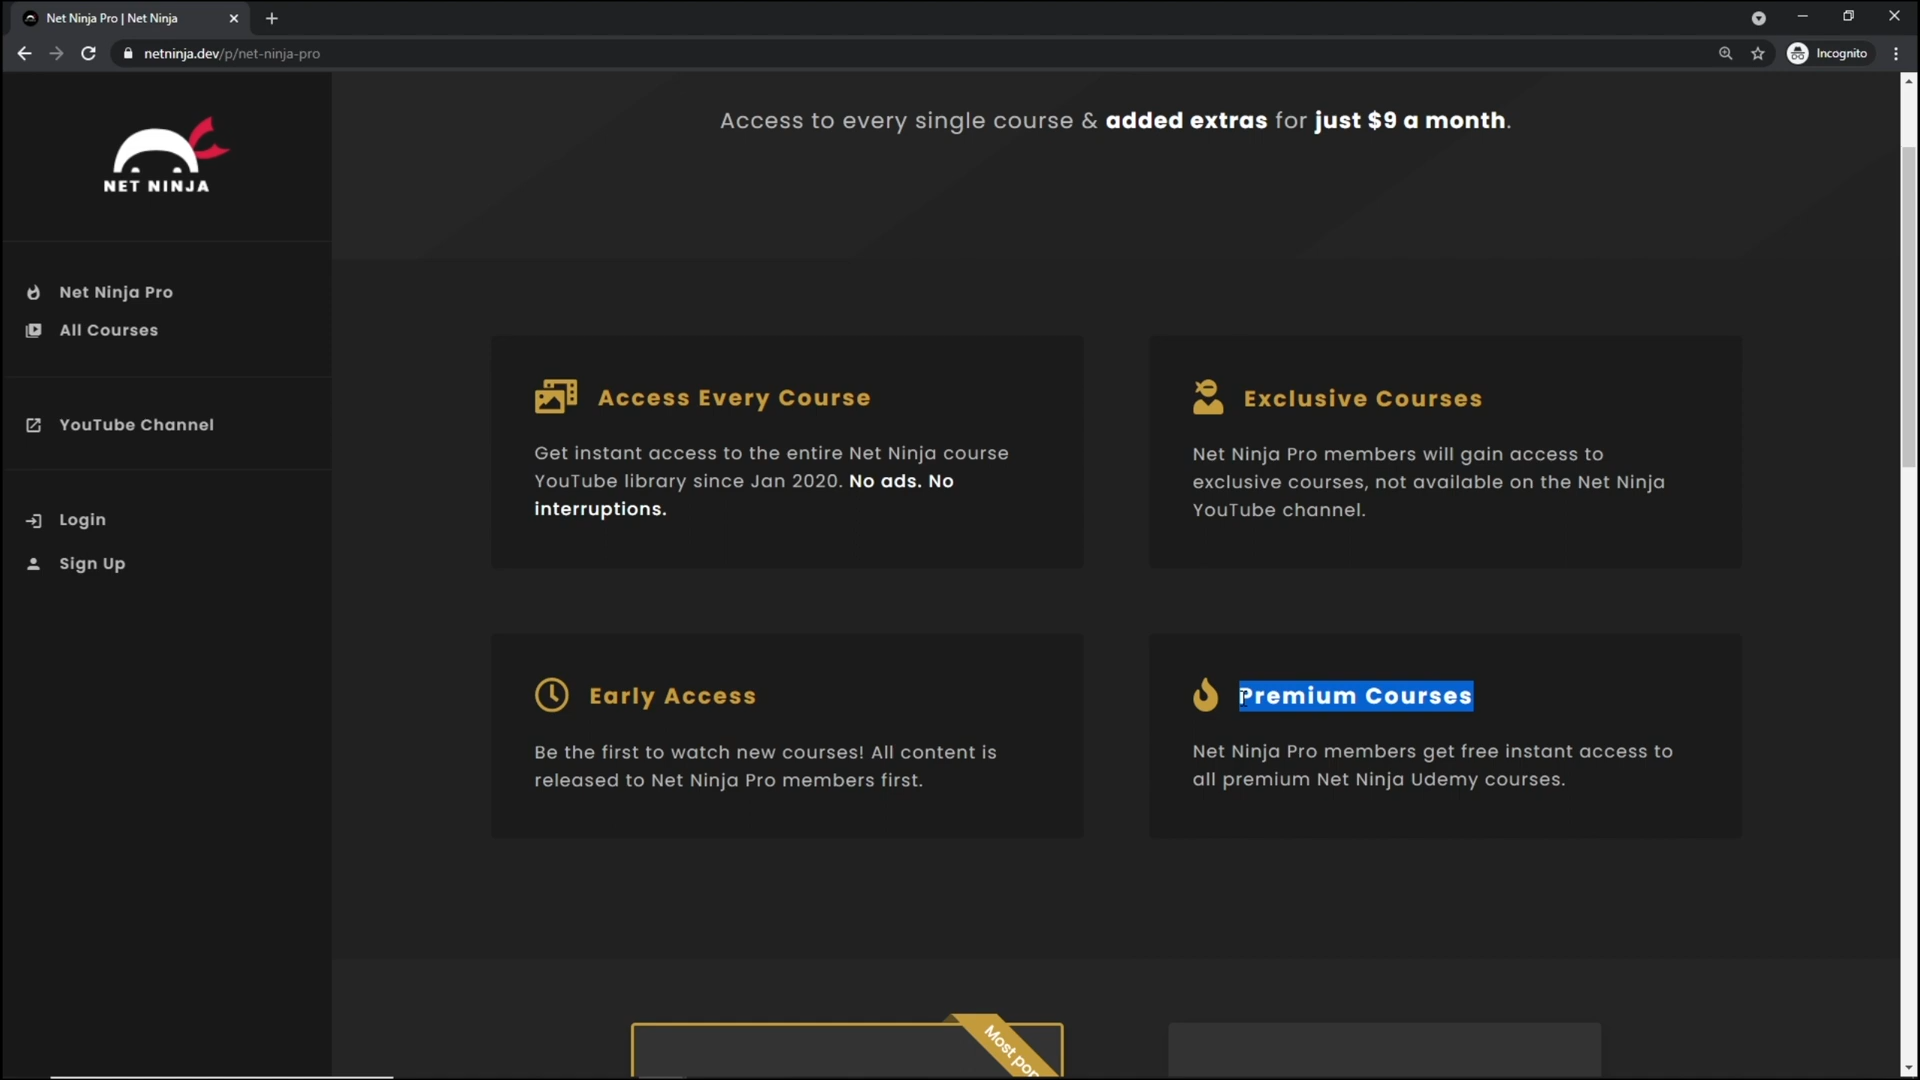 Net Ninja Pro | Net Ninja
netninja.dev/p/net-ninja-pro
Incognito
NET NINJA
Net Ninja Pro
All Courses
YouTube Channel
Login
Sign Up
Access to every single course & added extras for just $9 a month.
Access Every Course
Get instant access to the entire Net Ninja course
YouTube library since Jan 2020. No ads. No
interruptions.
Exclusive Courses
Net Ninja Pro members will gain access to
exclusive courses, not available on the Net Ninja
YouTube channel.
Early Access
Be the first to watch new courses! All content is
released to Net Ninja Pro members first.
Premium Courses
Net Ninja Pro members get free instant access to
all premium Net Ninja Udemy courses.
Most